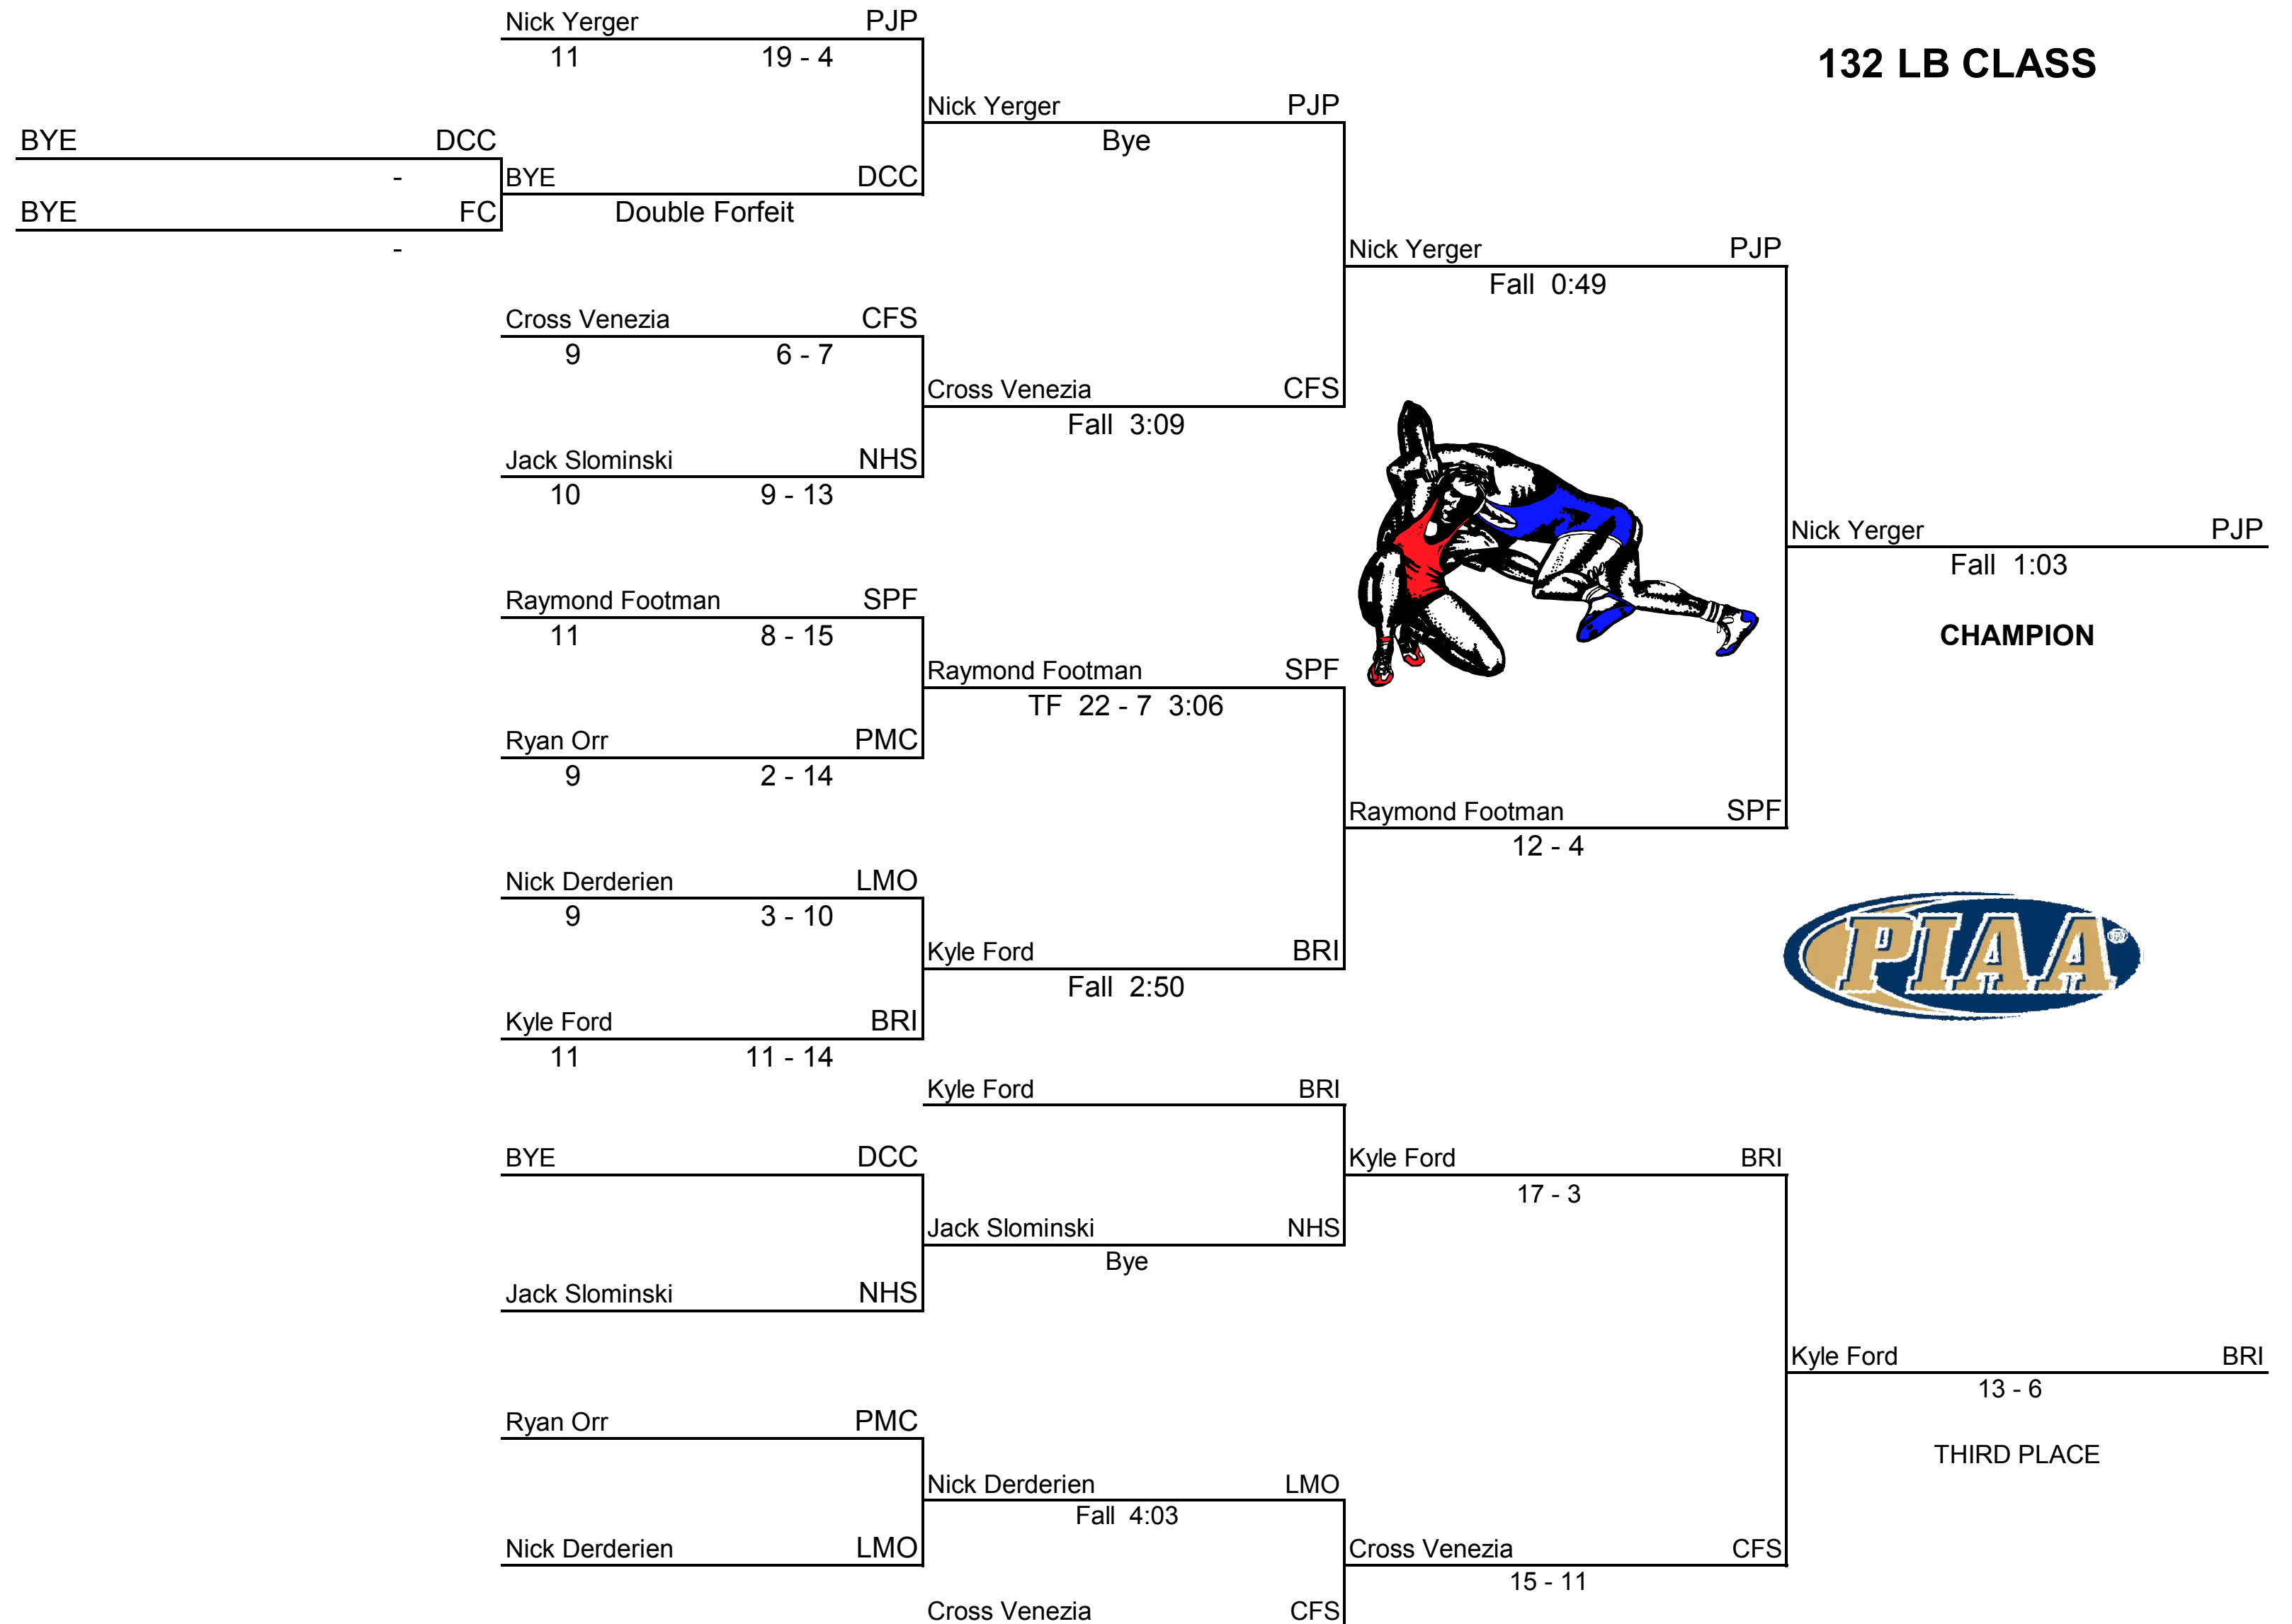 Nick Yerger PJP
11 19 - 4
132 LB CLASS
Nick Yerger PJP
Bye
BYE DCC
-
BYE DCC
Double Forfeit
BYE FC
-
Nick Yerger PJP
Fall 0:49
Cross Venezia CFS
9 6 - 7
Cross Venezia CFS
Fall 3:09
Jack Slominski NHS
10 9 - 13
Nick Yerger PJP
Fall 1:03
CHAMPION
Raymond Footman SPF
11 8 - 15
Raymond Footman SPF
TF 22 - 7 3:06
Ryan Orr PMC
9 2 - 14
Raymond Footman SPF
12 - 4
Nick Derderien LMO
9 3 - 10
PIAA
Kyle Ford BRI
Fall 2:50
Kyle Ford BRI
11 11 - 14
Kyle Ford BRI
BYE DCC
Kyle Ford BRI
17 - 3
Jack Slominski NHS
Bye
Jack Slominski NHS
Kyle Ford BRI
13 - 6
THIRD PLACE
Ryan Orr PMC
Nick Derderien LMO
Fall 4:03
Nick Derderien LMO
Cross Venezia CFS
15 - 11
Cross Venezia CFS